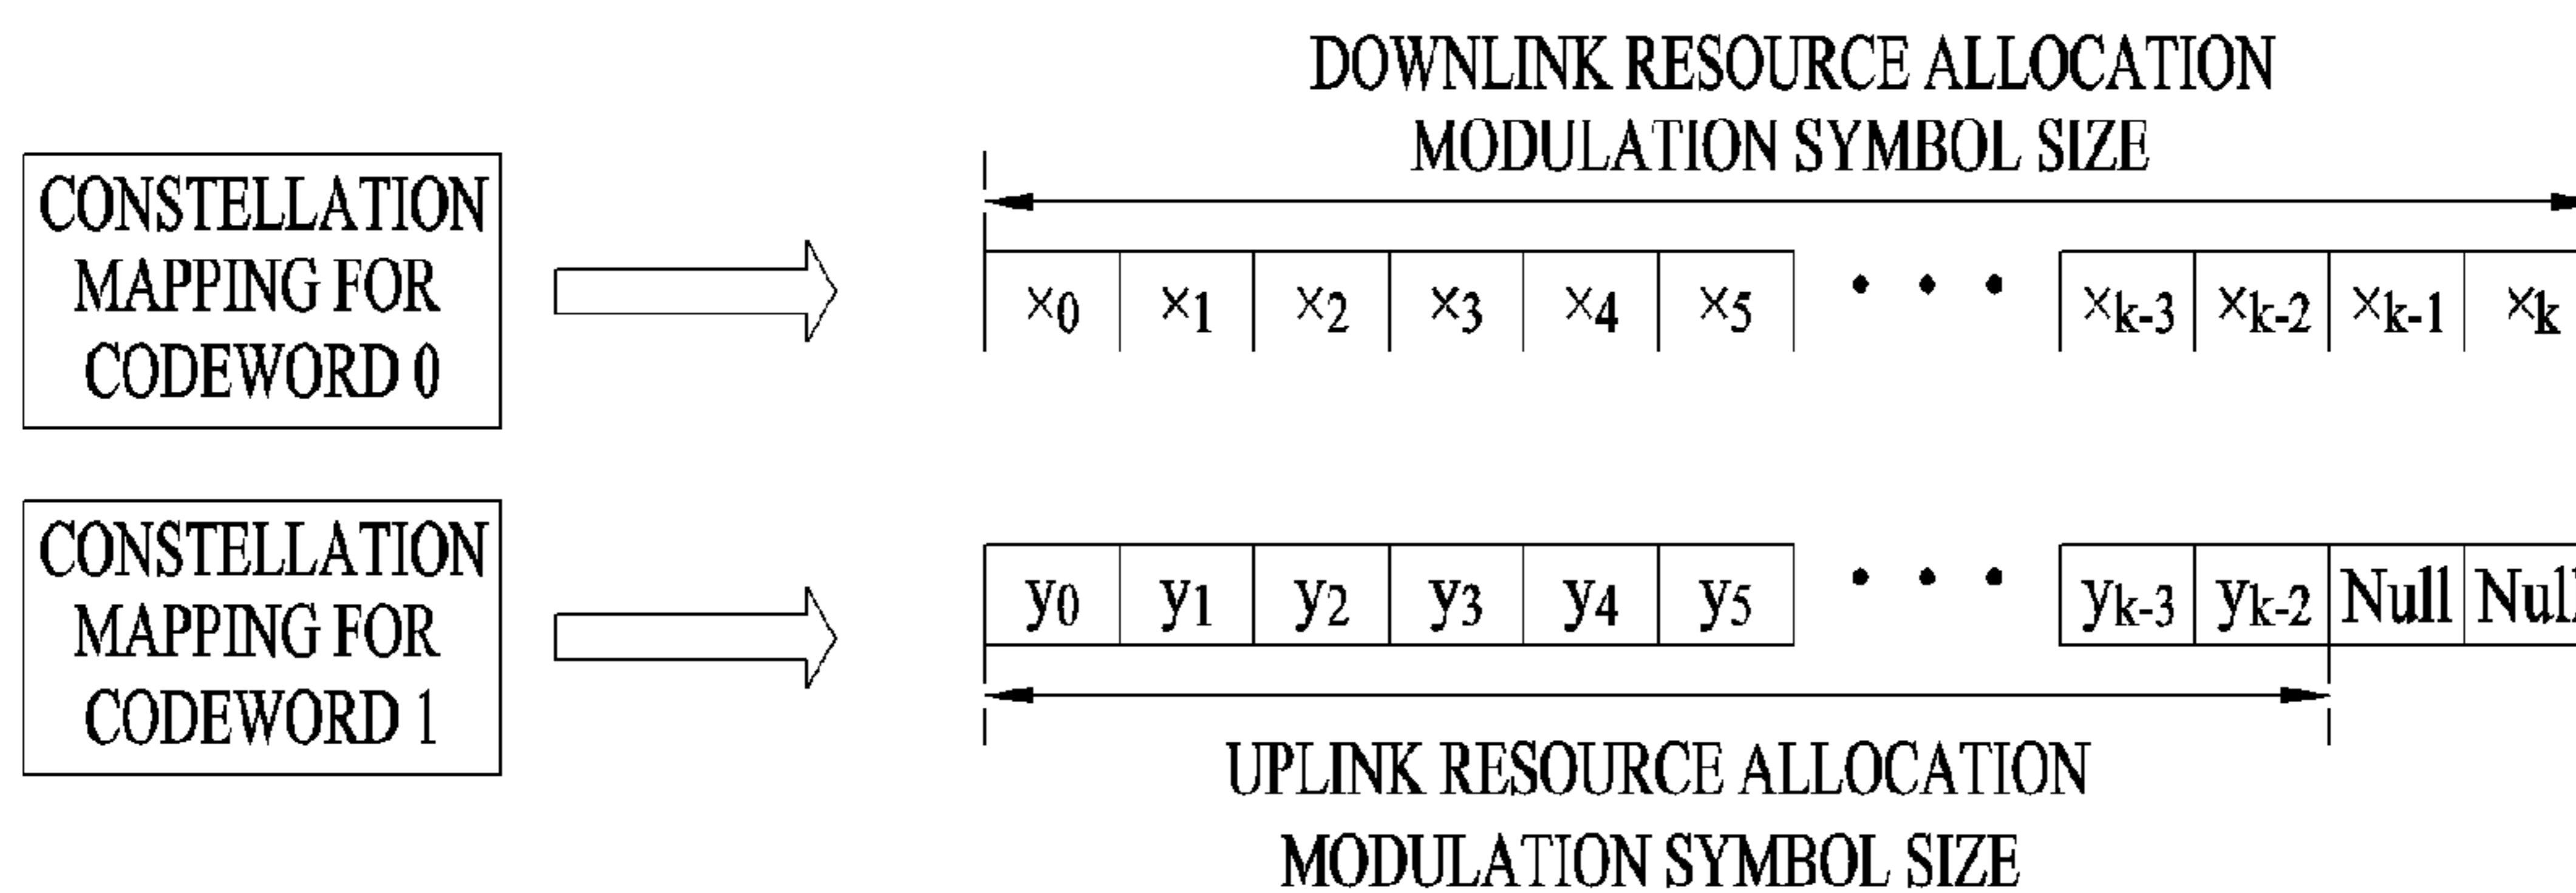 DOWNLINK RESOURCE ALLOCATION
MODULATION SYMBOL SIZE
CONSTELLATION
MAPPING FOR
CODEWORD 0
x0 x1 x2 x3 x4 x5 • • • xk-3 xk-2 xk-1 xk
CONSTELLATION
MAPPING FOR
CODEWORD 1
y0 y1 y2 y3 y4 y5 • • • yk-3 yk-2 Null Null
UPLINK RESOURCE ALLOCATION
MODULATION SYMBOL SIZE